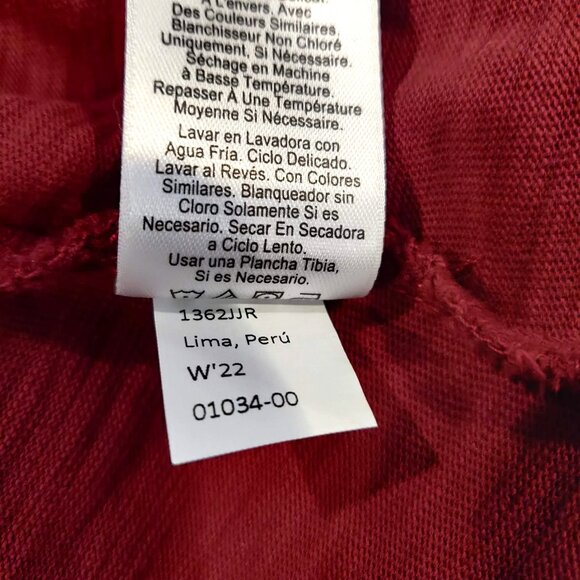 À L'envers, Avec
Des Couleurs Similaires.
Blanchisseur Non Chloré
Uniquement, Si Nécessaire.
Séchage en Machine
à Basse Température.
Repasser À Une Température
Moyenne Si Nécessaire.
Lavar en Lavadora con
Agua Fría. Ciclo Delicado.
Lavar al Revés. Con Colores
Similares. Blanqueador sin
Cloro Solamente Si es
Necesario. Secar En Secadora
a Ciclo Lento.
Usar una Plancha Tibia,
Si es Necesario.
1362JJR
Lima, Perú
W'22
01034-00